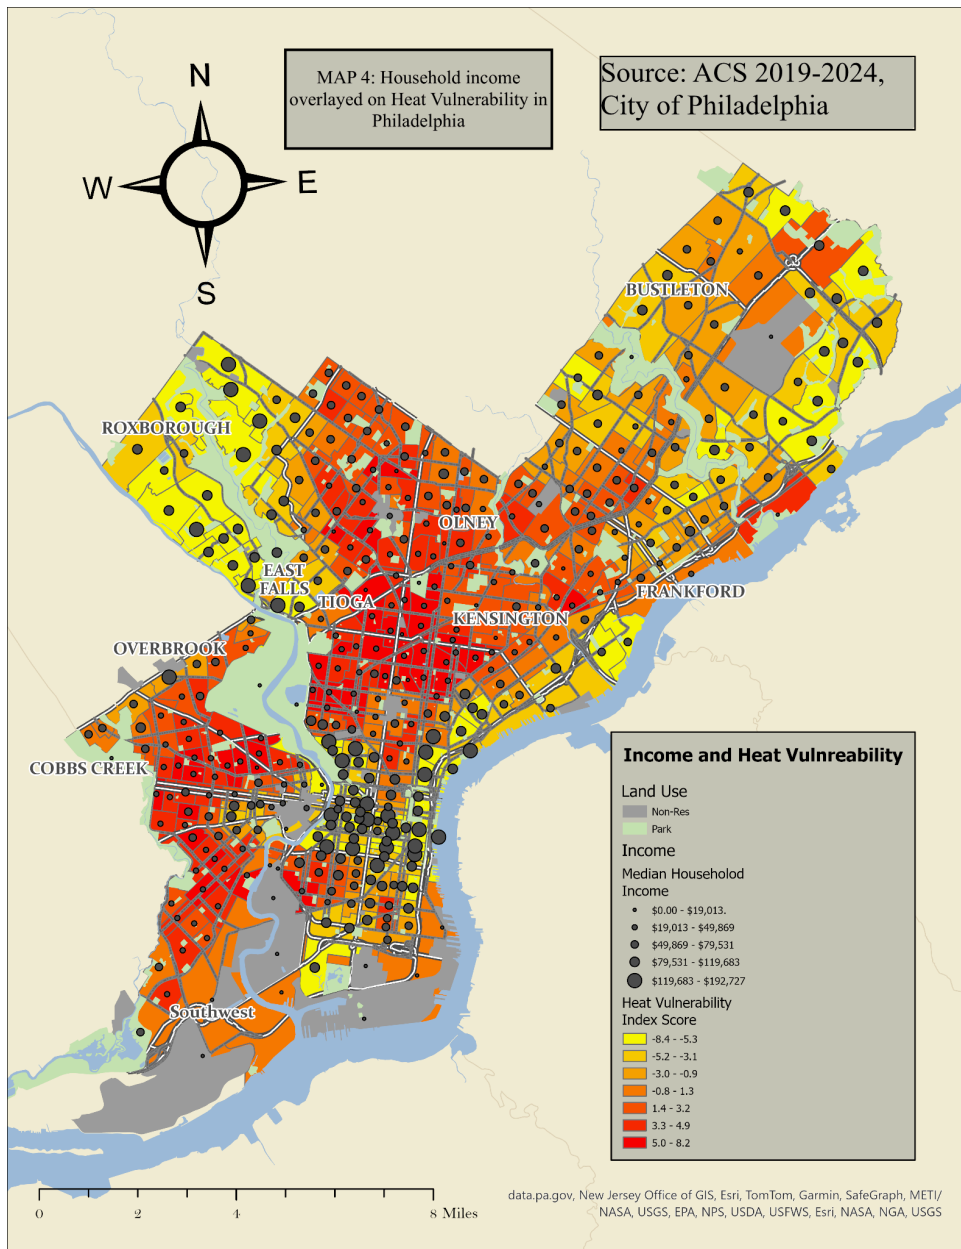 MAP 4: Household income
overlayed on Heat Vulnerability in
Philadelphia
Source: ACS 2019-2024,
City of Philadelphia
N
W
E
S
BUSTLETON
ROXBOROUGH
OLNEY
EAST
FALLS
TIOGA
FRANKFORD
KENSINGTON
OVERBROOK
COBBS CREEK
Southwest
Income and Heat Vulnreability
Land Use
Non-Res
Park
Income
Median Householod
Income
$0.00 - $19,013.
$19,013 - $49,869
$49,869 - $79,531
$79,531 - $119,683
$119,683 - $192,727
Heat Vulnerability
Index Score
-8.4 - -5.3
-5.2 - -3.1
-3.0 - -0.9
-0.8 - 1.3
1.4 - 3.2
3.3 - 4.9
5.0 - 8.2
0 2 4 8 Miles
data.pa.gov, New Jersey Office of GIS, Esri, TomTom, Garmin, SafeGraph, METI/
NASA, USGS, EPA, NPS, USDA, USFWS, Esri, NASA, NGA, USGS